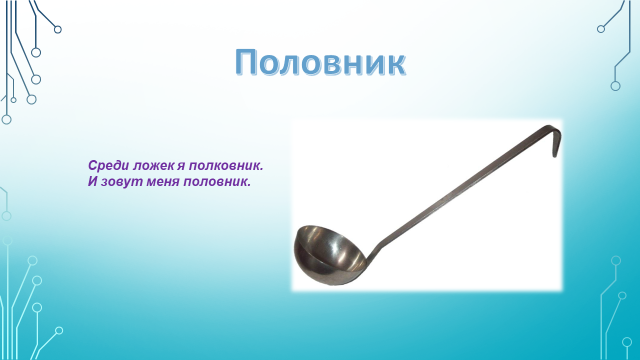 Половник
Среди ложек я полковник.
И зовут меня половник.